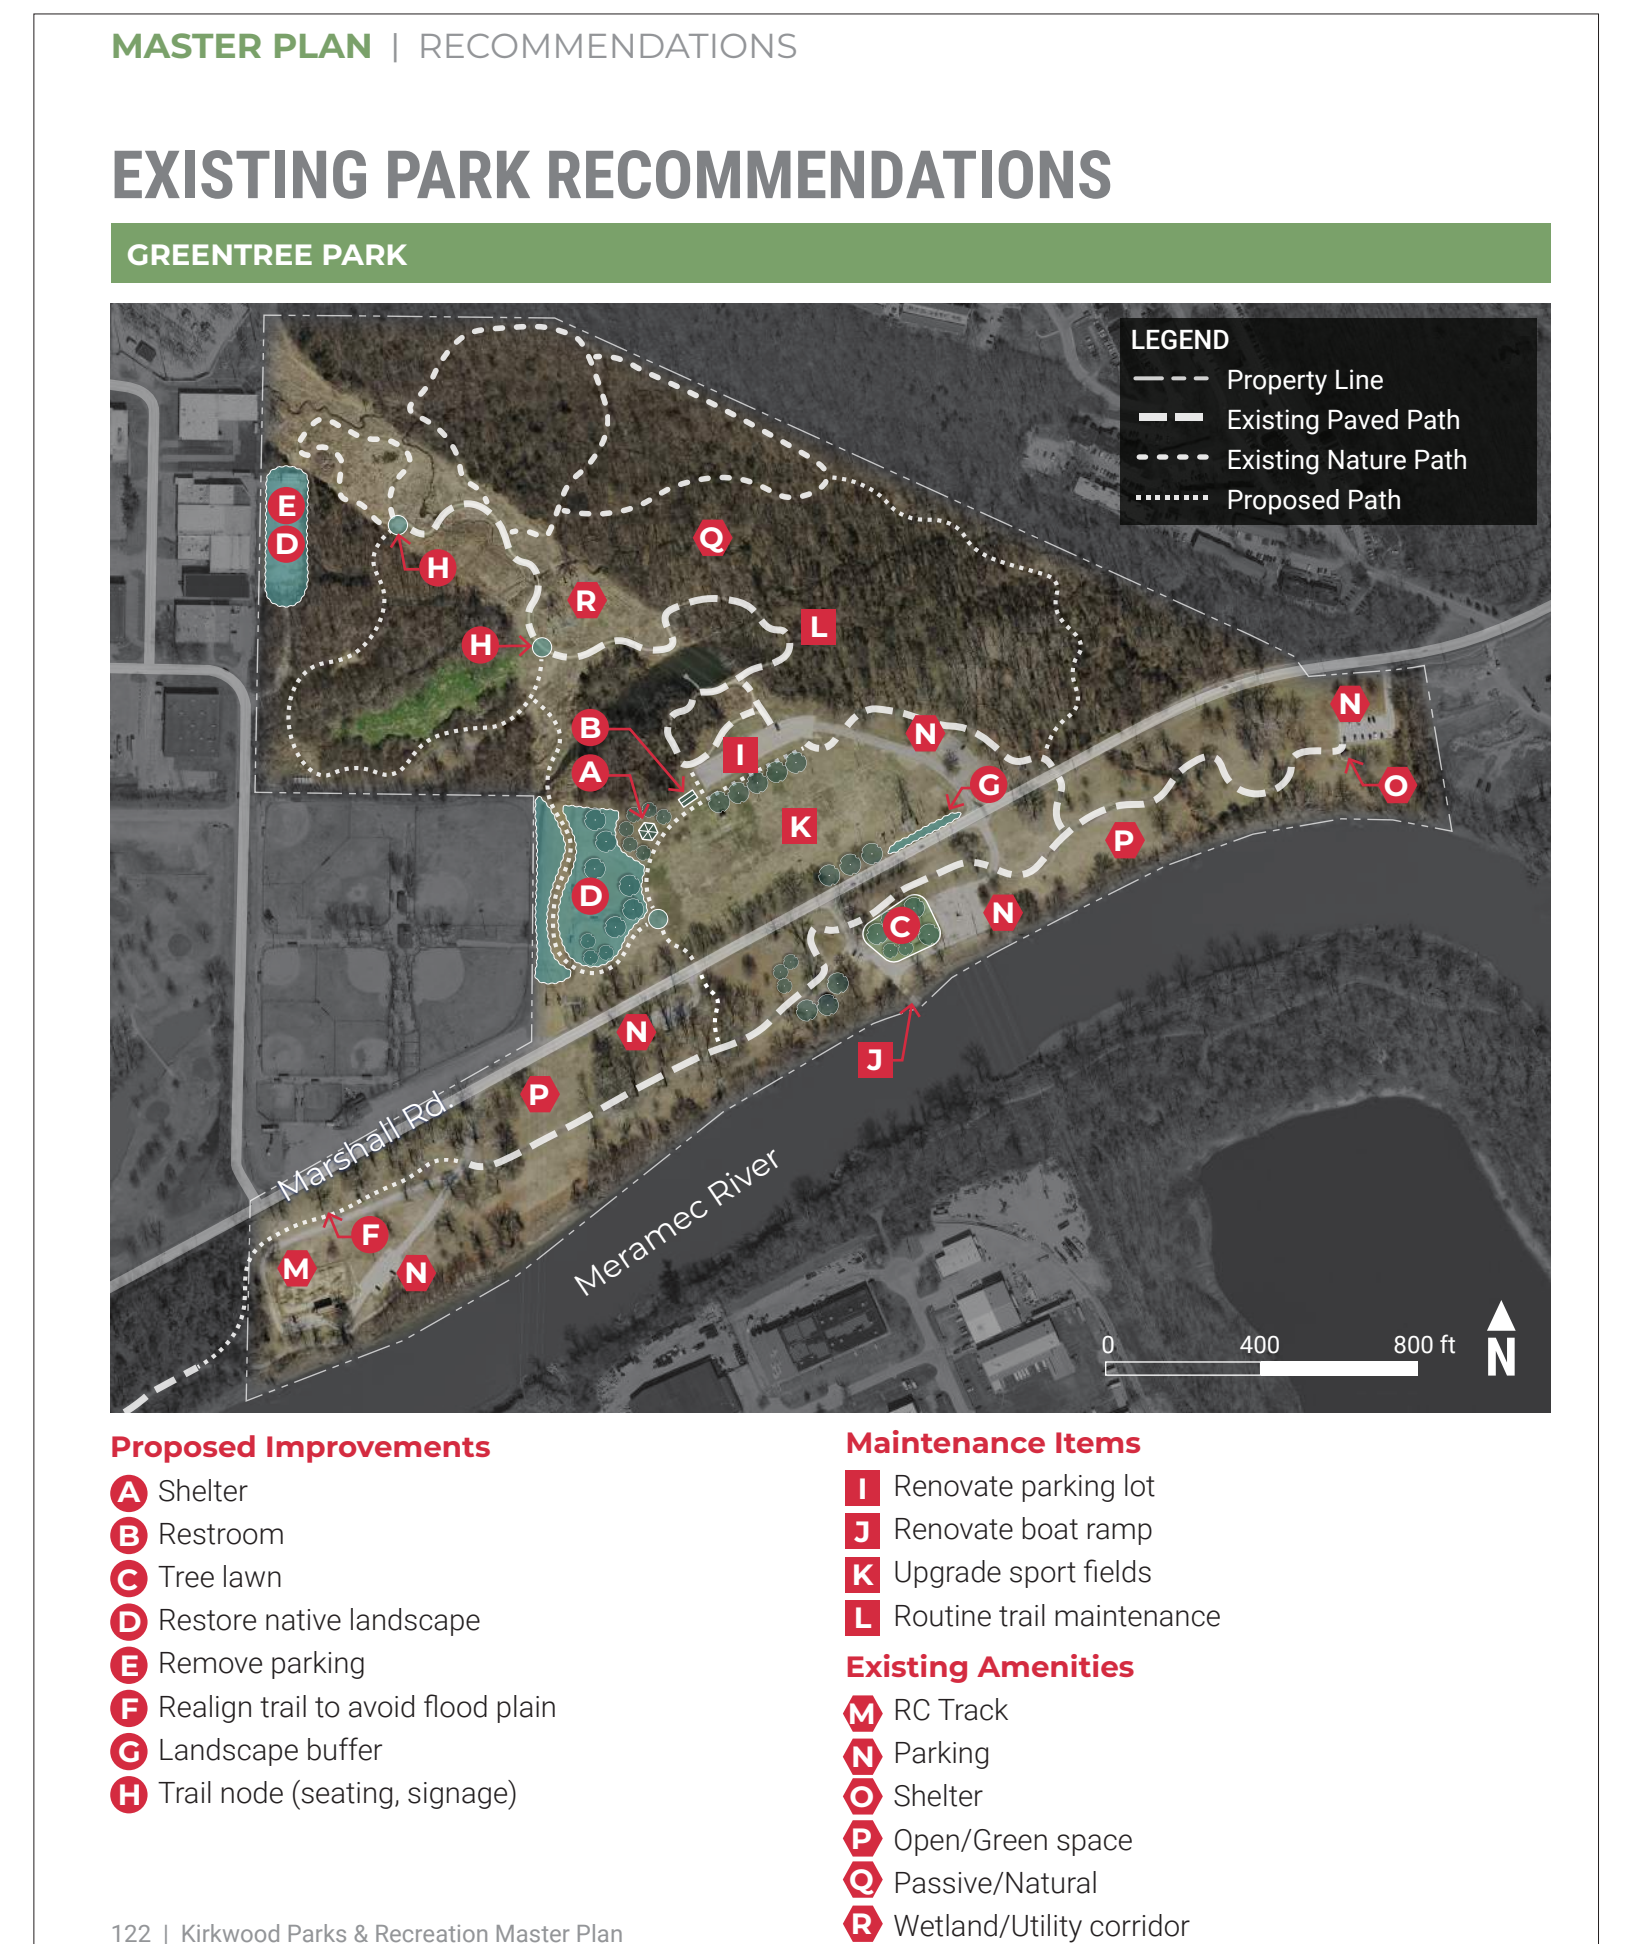 MASTER PLAN | RECOMMENDATIONS
EXISTING PARK RECOMMENDATIONS
GREENTREE PARK
LEGEND
Property Line
Existing Paved Path
Existing Nature Path
Proposed Path
E
D
H
Q
R
H
L
B
A
I
N
N
G
O
K
P
D
C
N
N
J
P
Marshall Rd.
Meramec River
F
M
N
0 400 800 ft
N
Proposed Improvements
A Shelter
B Restroom
C Tree lawn
D Restore native landscape
E Remove parking
F Realign trail to avoid flood plain
G Landscape buffer
H Trail node (seating, signage)
Maintenance Items
I Renovate parking lot
J Renovate boat ramp
K Upgrade sport fields
L Routine trail maintenance
Existing Amenities
M RC Track
N Parking
O Shelter
P Open/Green space
Q Passive/Natural
R Wetland/Utility corridor
122 | Kirkwood Parks & Recreation Master Plan